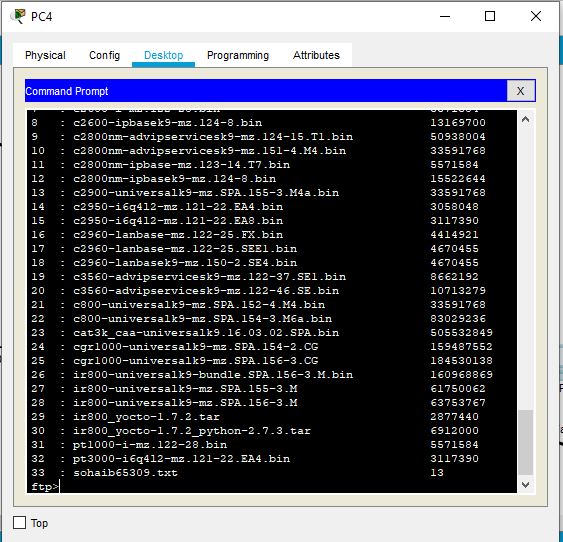 PC4
Physical Config Desktop Programming Attributes
Command Prompt X
8 : c2600-ipbasek9-mz.124-8.bin 13169700
9 : c2800nm-advipservicesk9-mz.124-15.T1.bin 50938004
10 : c2800nm-advipservicesk9-mz.151-4.M4.bin 33591768
11 : c2800nm-ipbase-mz.123-14.T7.bin 5571584
12 : c2800nm-ipbasek9-mz.124-8.bin 15522644
13 : c2900-universalk9-mz.SPA.155-3.M4a.bin 33591768
14 : c2950-i6q4l2-mz.121-22.EA4.bin 3058048
15 : c2950-i6q4l2-mz.121-22.EA8.bin 3117390
16 : c2960-lanbase-mz.122-25.FX.bin 4414921
17 : c2960-lanbase-mz.122-25.SEE1.bin 4670455
18 : c2960-lanbasek9-mz.150-2.SE4.bin 4670455
19 : c3560-advipservicesk9-mz.122-37.SE1.bin 8662192
20 : c3560-advipservicesk9-mz.122-46.SE.bin 10713279
21 : c800-universalk9-mz.SPA.152-4.M4.bin 33591768
22 : c800-universalk9-mz.SPA.154-3.M6a.bin 83029236
23 : cat3k_caa-universalk9.16.03.02.SPA.bin 505532849
24 : cgr1000-universalk9-mz.SPA.154-2.CG 159487552
25 : cgr1000-universalk9-mz.SPA.156-3.CG 184530138
26 : ir800-universalk9-bundle.SPA.156-3.M.bin 160968869
27 : ir800-universalk9-mz.SPA.155-3.M 61750062
28 : ir800-universalk9-mz.SPA.156-3.M 63753767
29 : ir800_yocto-1.7.2.tar 2877440
30 : ir800_yocto-1.7.2_python-2.7.3.tar 6912000
31 : pt1000-i-mz.122-28.bin 5571584
32 : pt3000-i6q4l2-mz.121-22.EA4.bin 3117390
33 : sohaib65309.txt 13
ftp>
Top